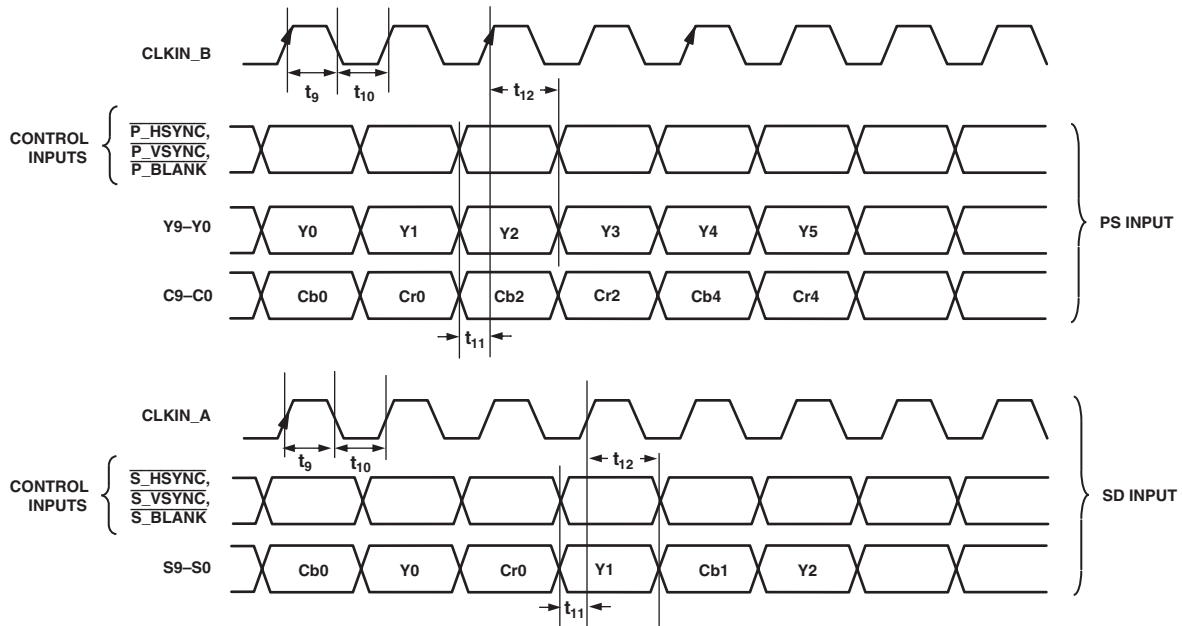 CLKIN_B
t9 t10 t12
CONTROL INPUTS
P_HSYNC,
P_VSYNC,
P_BLANK
Y9–Y0 Y0 Y1 Y2 Y3 Y4 Y5
PS INPUT
C9–C0 Cb0 Cr0 Cb2 Cr2 Cb4 Cr4
t11
CLKIN_A
t9 t10 t12
CONTROL INPUTS
S_HSYNC,
S_VSYNC,
S_BLANK
SD INPUT
S9–S0 Cb0 Y0 Cr0 Y1 Cb1 Y2
t11